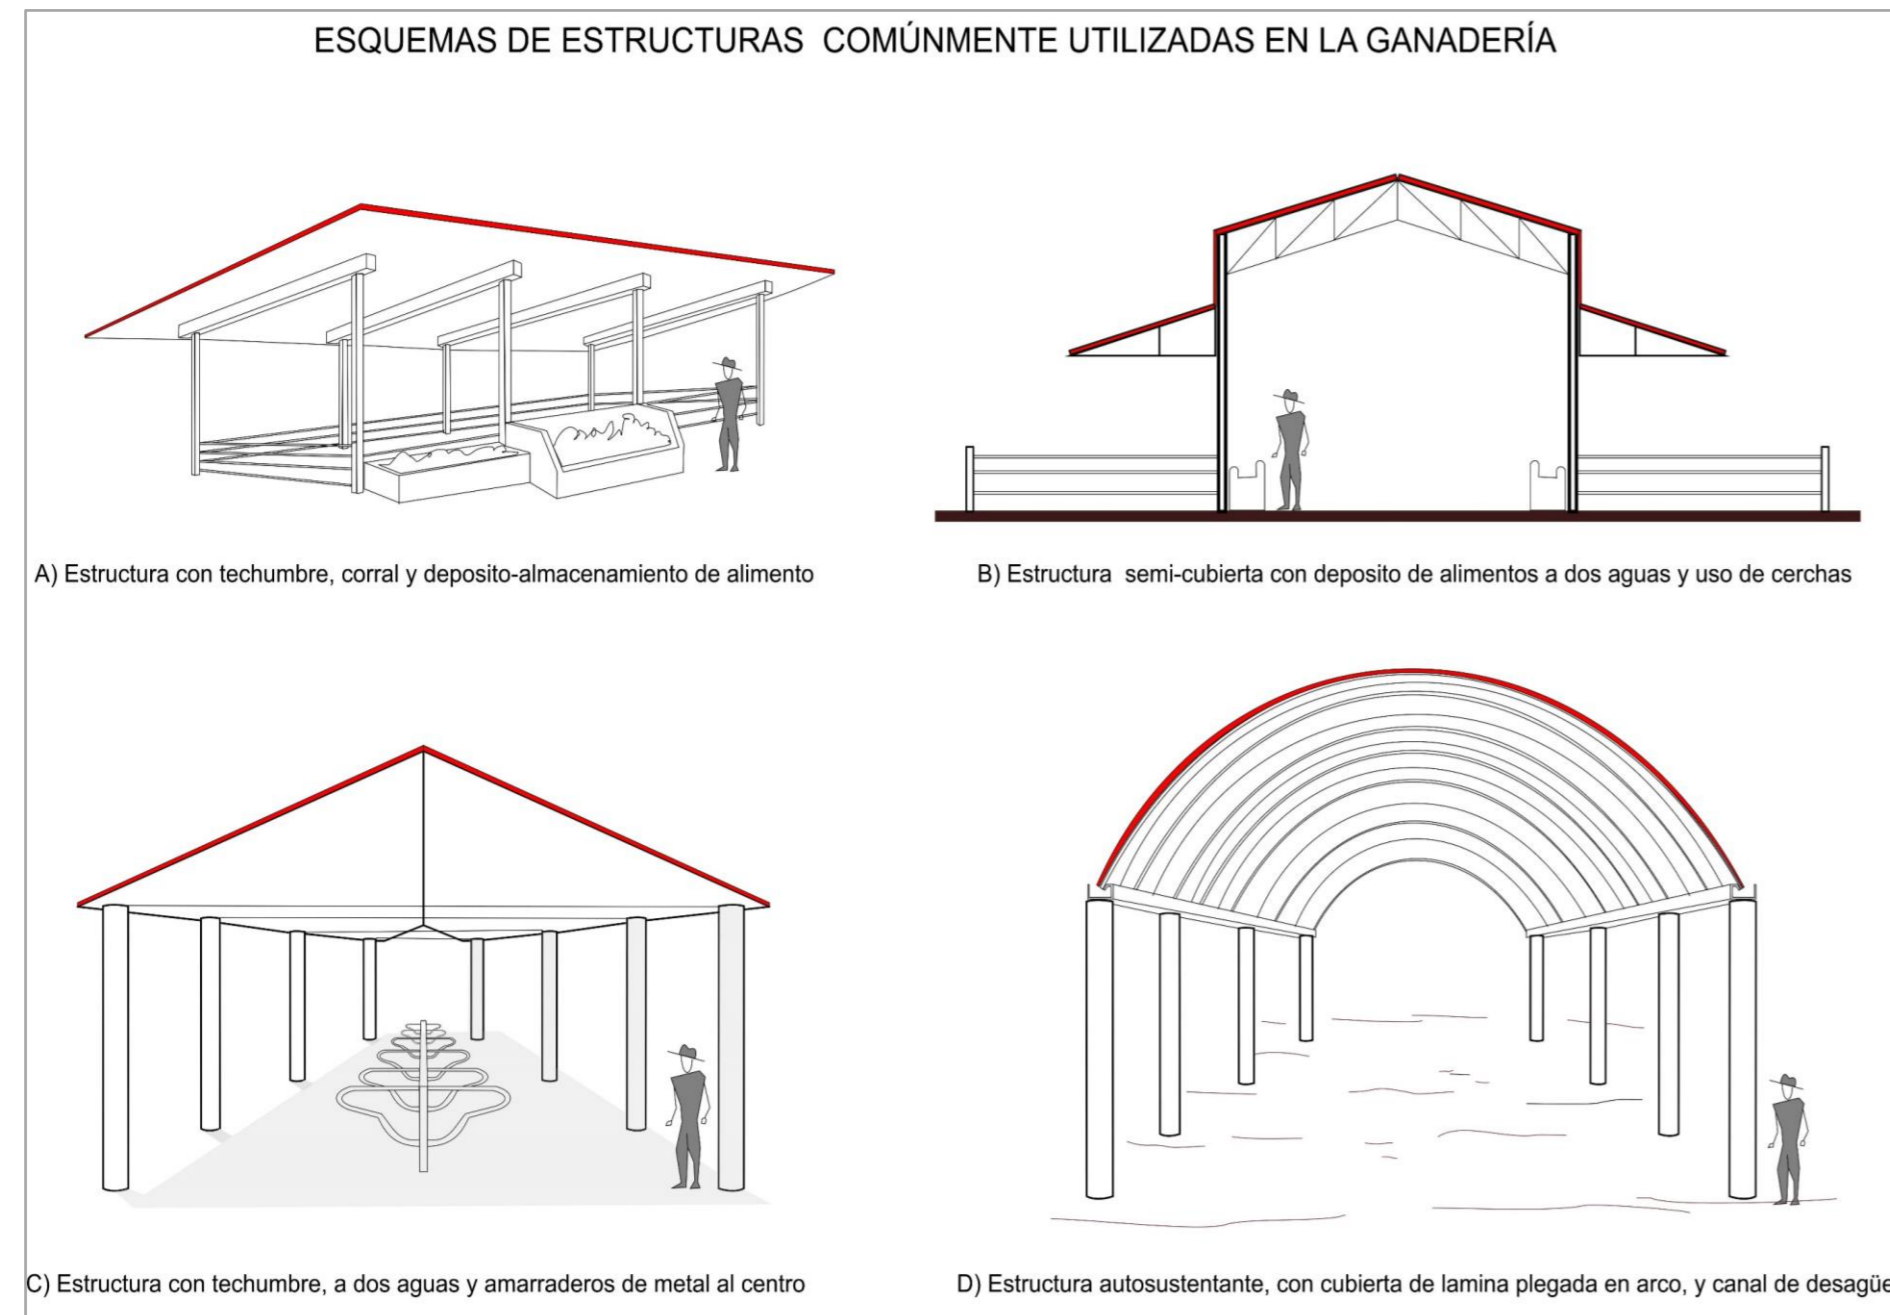 ESQUEMAS DE ESTRUCTURAS COMÚNMENTE UTILIZADAS EN LA GANADERÍA
A) Estructura con techumbre, corral y deposito-almacenamiento de alimento
B) Estructura semi-cubierta con deposito de alimentos a dos aguas y uso de cerchas
C) Estructura con techumbre, a dos aguas y amarraderos de metal al centro
D) Estructura autosustentante, con cubierta de lamina plegada en arco, y canal de desagüe